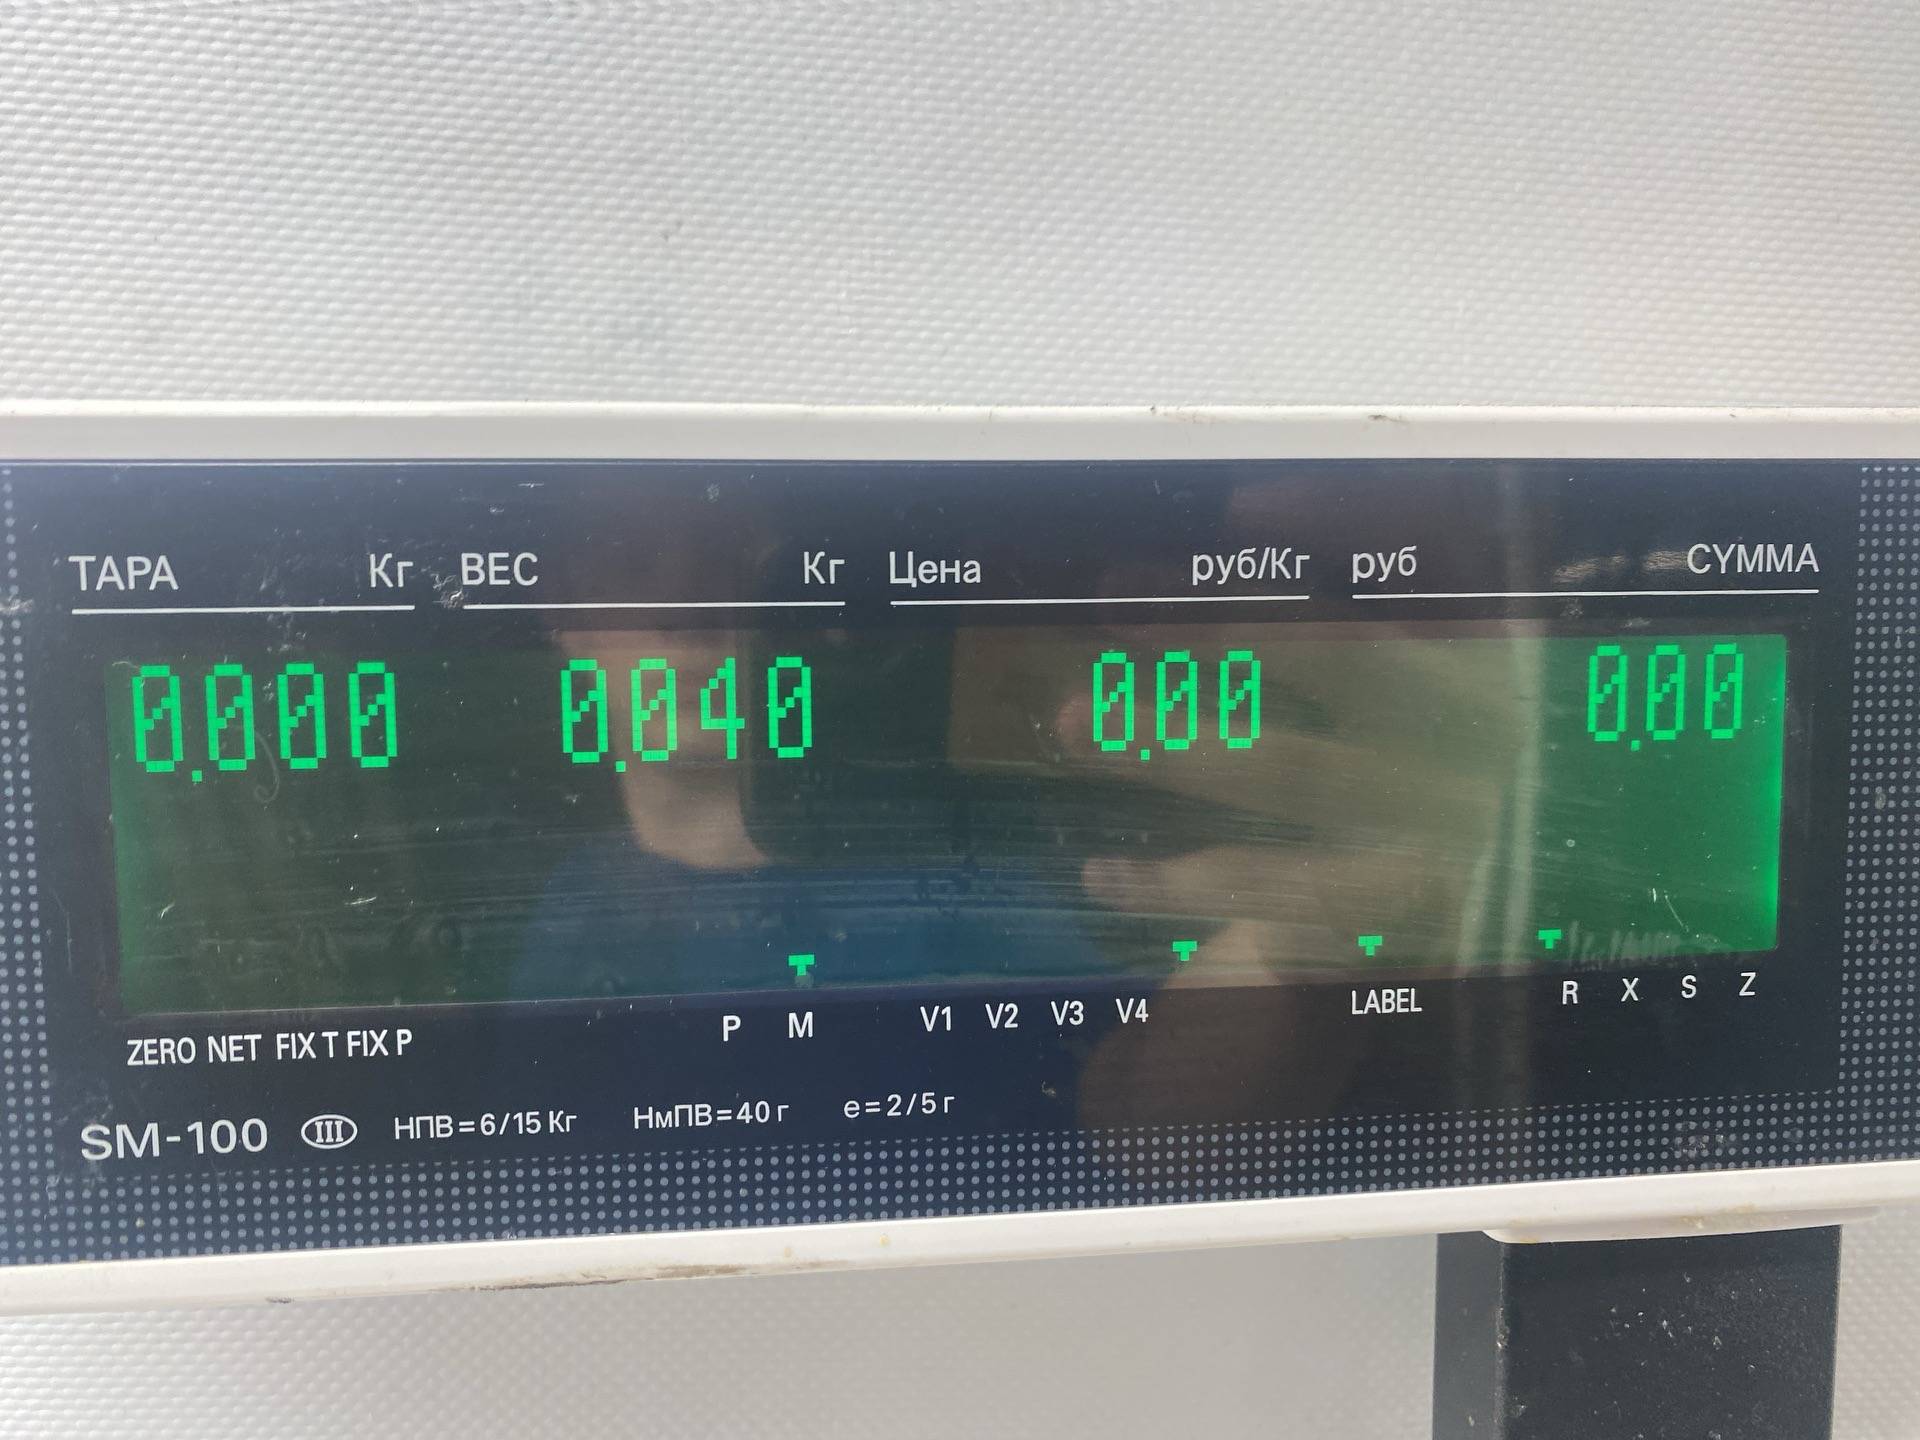 ТАРА Кг ВЕС Кг Цена руб/Кг руб СУММА
0.000 0.040 0.00 0.00
ZERO NET FIX T FIX P P M V1 V2 V3 V4 LABEL R X S Z
SM-100 III НПВ=6/15 Кг НмПВ=40 г e=2/5 г